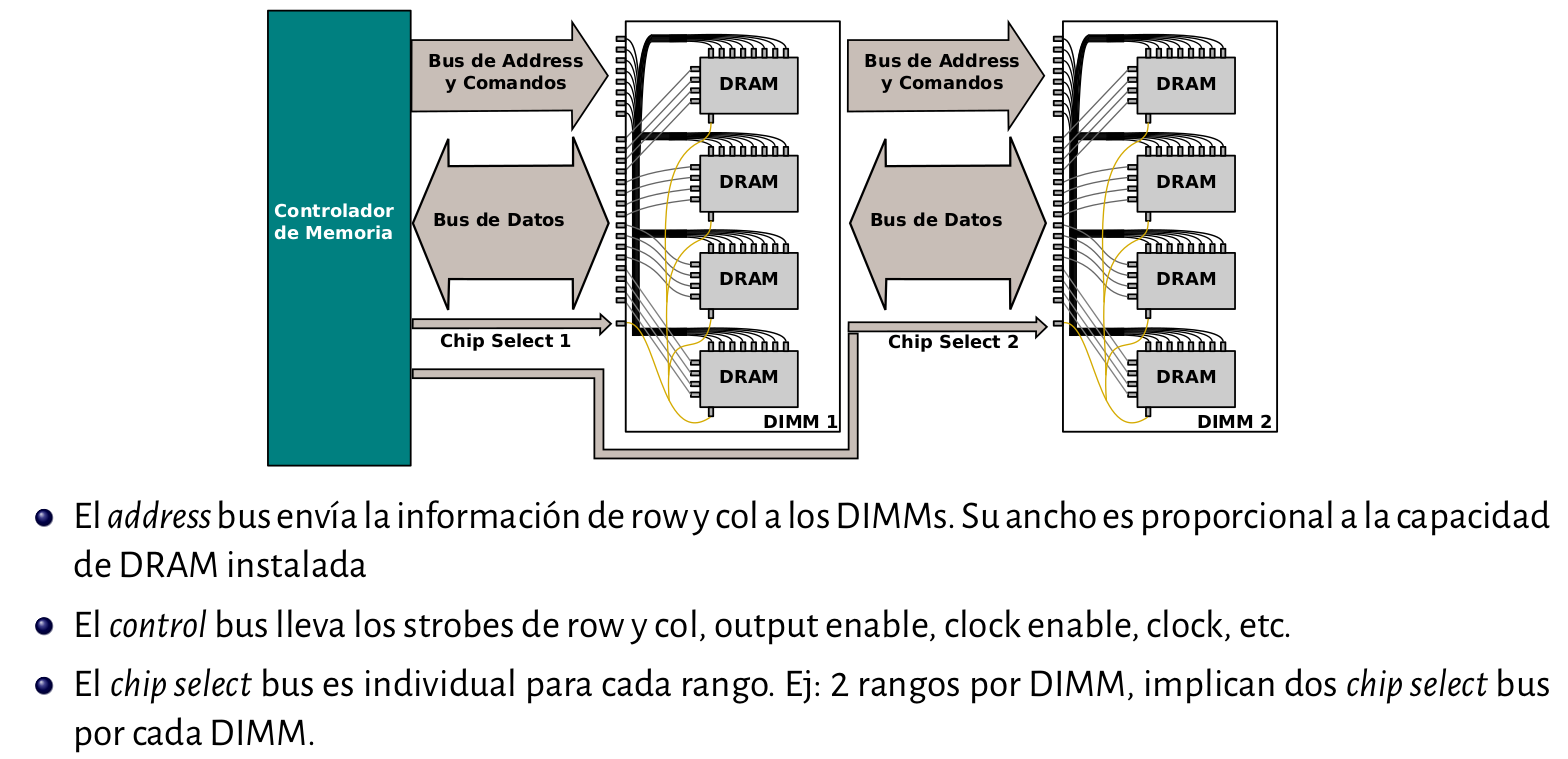 Controlador
de Memoria
Bus de Address
y Comandos
Bus de Datos
Chip Select 1
DRAM
DRAM
DRAM
DRAM
DIMM 1
Bus de Address
y Comandos
Bus de Datos
Chip Select 2
DRAM
DRAM
DRAM
DRAM
DIMM 2
El address bus envía la información de row y col a los DIMMs. Su ancho es proporcional a la capacidad
de DRAM instalada
El control bus lleva los strobes de row y col, output enable, clock enable, clock, etc.
El chip select bus es individual para cada rango. Ej: 2 rangos por DIMM, implican dos chip select bus
por cada DIMM.